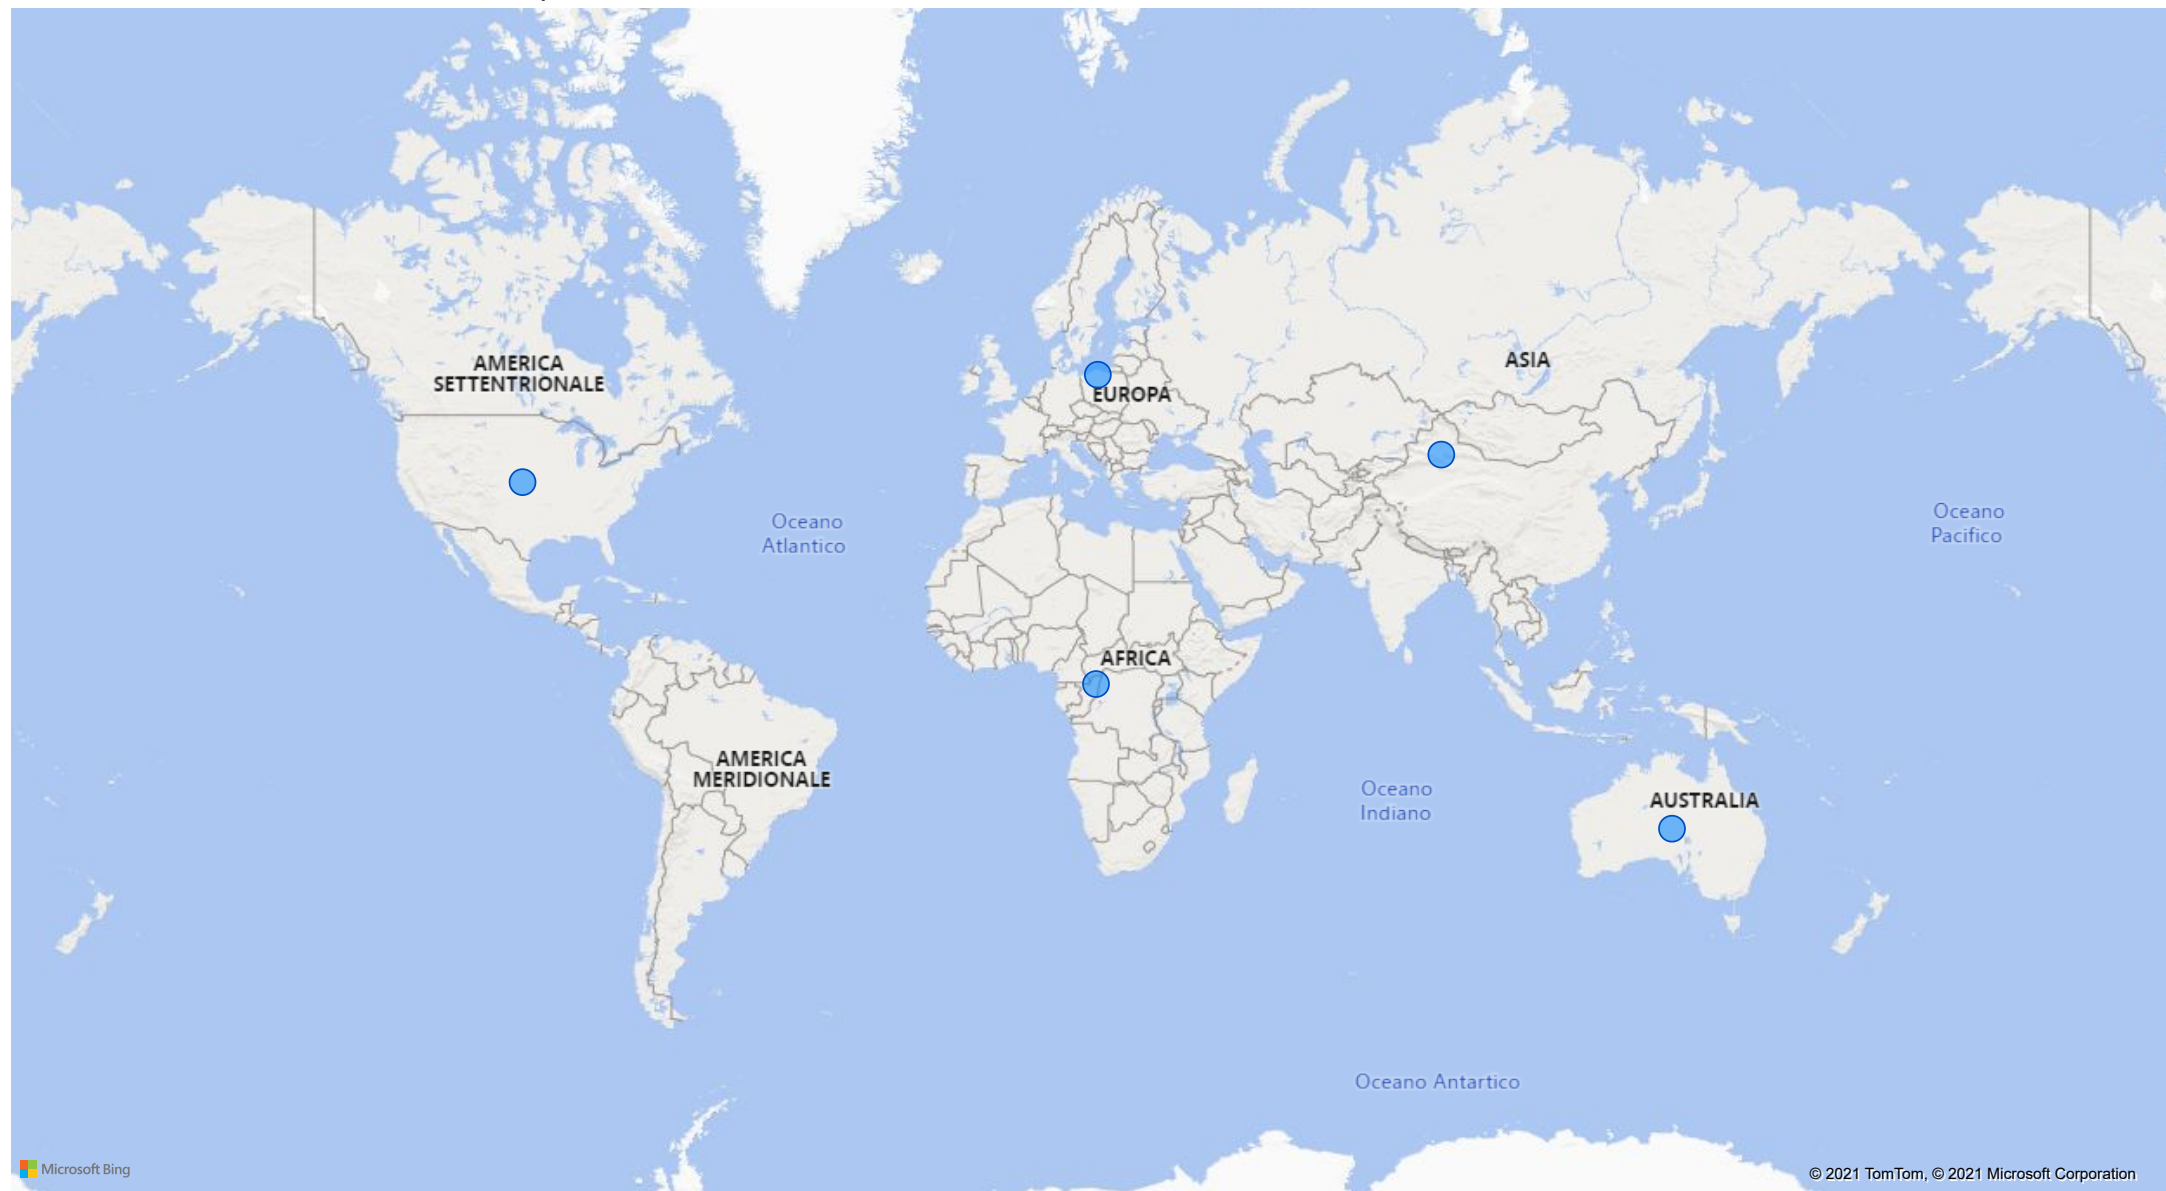 AMERICA
SETTENTRIONALE
ASIA
EUROPA
Oceano
Atlantico
Oceano
Pacifico
AFRICA
AMERICA
MERIDIONALE
Oceano
Indiano
AUSTRALIA
Oceano Antartico
Microsoft Bing
© 2021 TomTom, © 2021 Microsoft Corporation